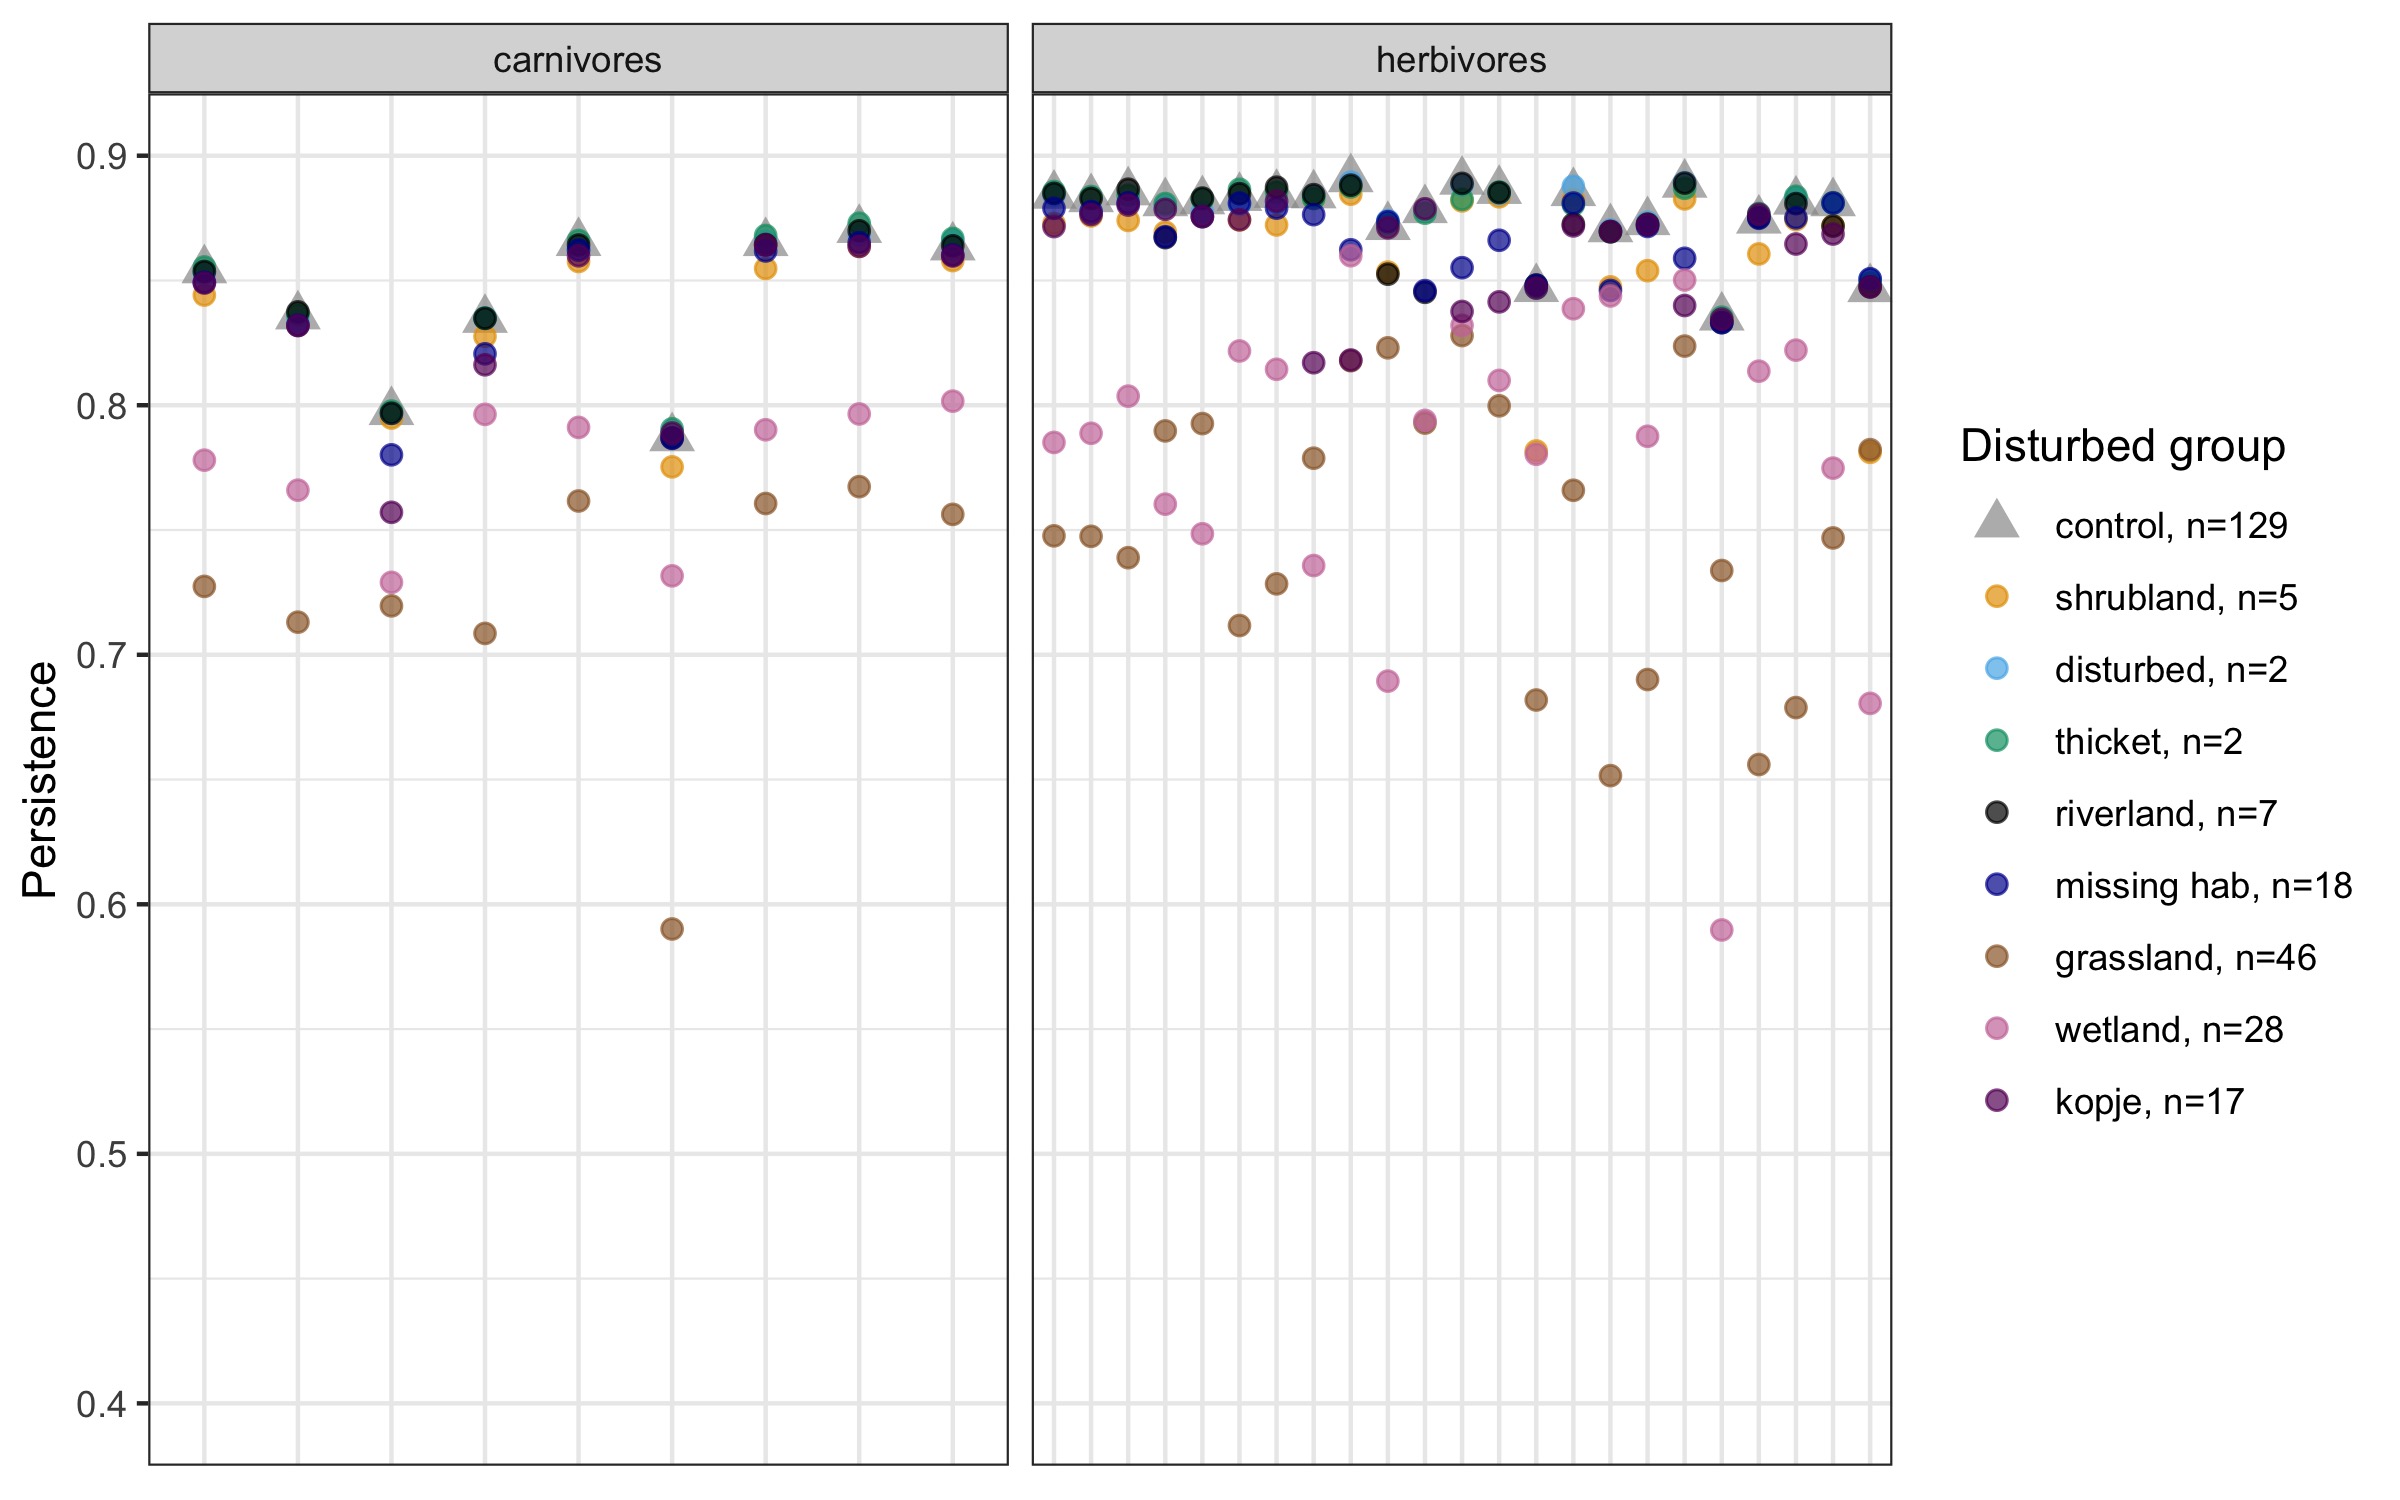 carnivores
herbivores
Persistence
0.9
0.8
0.7
0.6
0.5
0.4
Disturbed group
control, n=129
shrubland, n=5
disturbed, n=2
thicket, n=2
riverland, n=7
missing hab, n=18
grassland, n=46
wetland, n=28
kopje, n=17